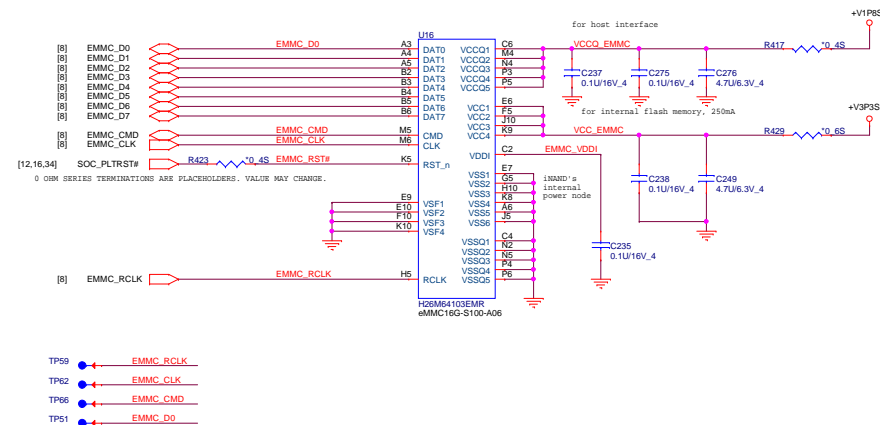 U16
for host interface
+V1P8S
[8] EMMC_D0 EMMC_D0 A3 DAT0 VCCQ1 C6 VCCQ_EMMC R417 *0_4S
[8] EMMC_D1 A4 DAT1 VCCQ2 M4
[8] EMMC_D2 A5 DAT2 VCCQ3 N4
[8] EMMC_D3 B2 DAT3 VCCQ4 P3
[8] EMMC_D4 B3 DAT4 VCCQ5 P5
[8] EMMC_D5 B4 DAT5
[8] EMMC_D6 B5 DAT6
[8] EMMC_D7 B6 DAT7
C237 0.1U/16V_4
C275 0.1U/16V_4
C276 4.7U/6.3V_4
VCC1 E6
VCC2 F5
VCC3 J10
VCC4 K9
for internal flash memory, 250mA
+V3P3S
VCC_EMMC R429 *0_6S
[8] EMMC_CMD EMMC_CMD M5 CMD
[8] EMMC_CLK EMMC_CLK M6 CLK
VDDI C2 EMMC_VDDI
[12,16,34] SOC_PLTRST# R423 *0_4S EMMC_RST# K5 RST_n
0 OHM SERIES TERMINATIONS ARE PLACEHOLDERS. VALUE MAY CHANGE.
VSS1 E7
VSS2 G5
VSS3 H10
VSS4 K8
VSS5 A6
VSS6 J5
iNAND's
internal
power node
C238 0.1U/16V_4
C249 4.7U/6.3V_4
E9 VSF1
E10 VSF2
F10 VSF3
K10 VSF4
VSSQ1 C4
VSSQ2 N2
VSSQ3 N5
VSSQ4 P4
VSSQ5 P6
C235 0.1U/16V_4
[8] EMMC_RCLK EMMC_RCLK H5 RCLK
H26M64103EMR
eMMC16G-S100-A06
TP59 EMMC_RCLK
TP62 EMMC_CLK
TP66 EMMC_CMD
TP51 EMMC_D0